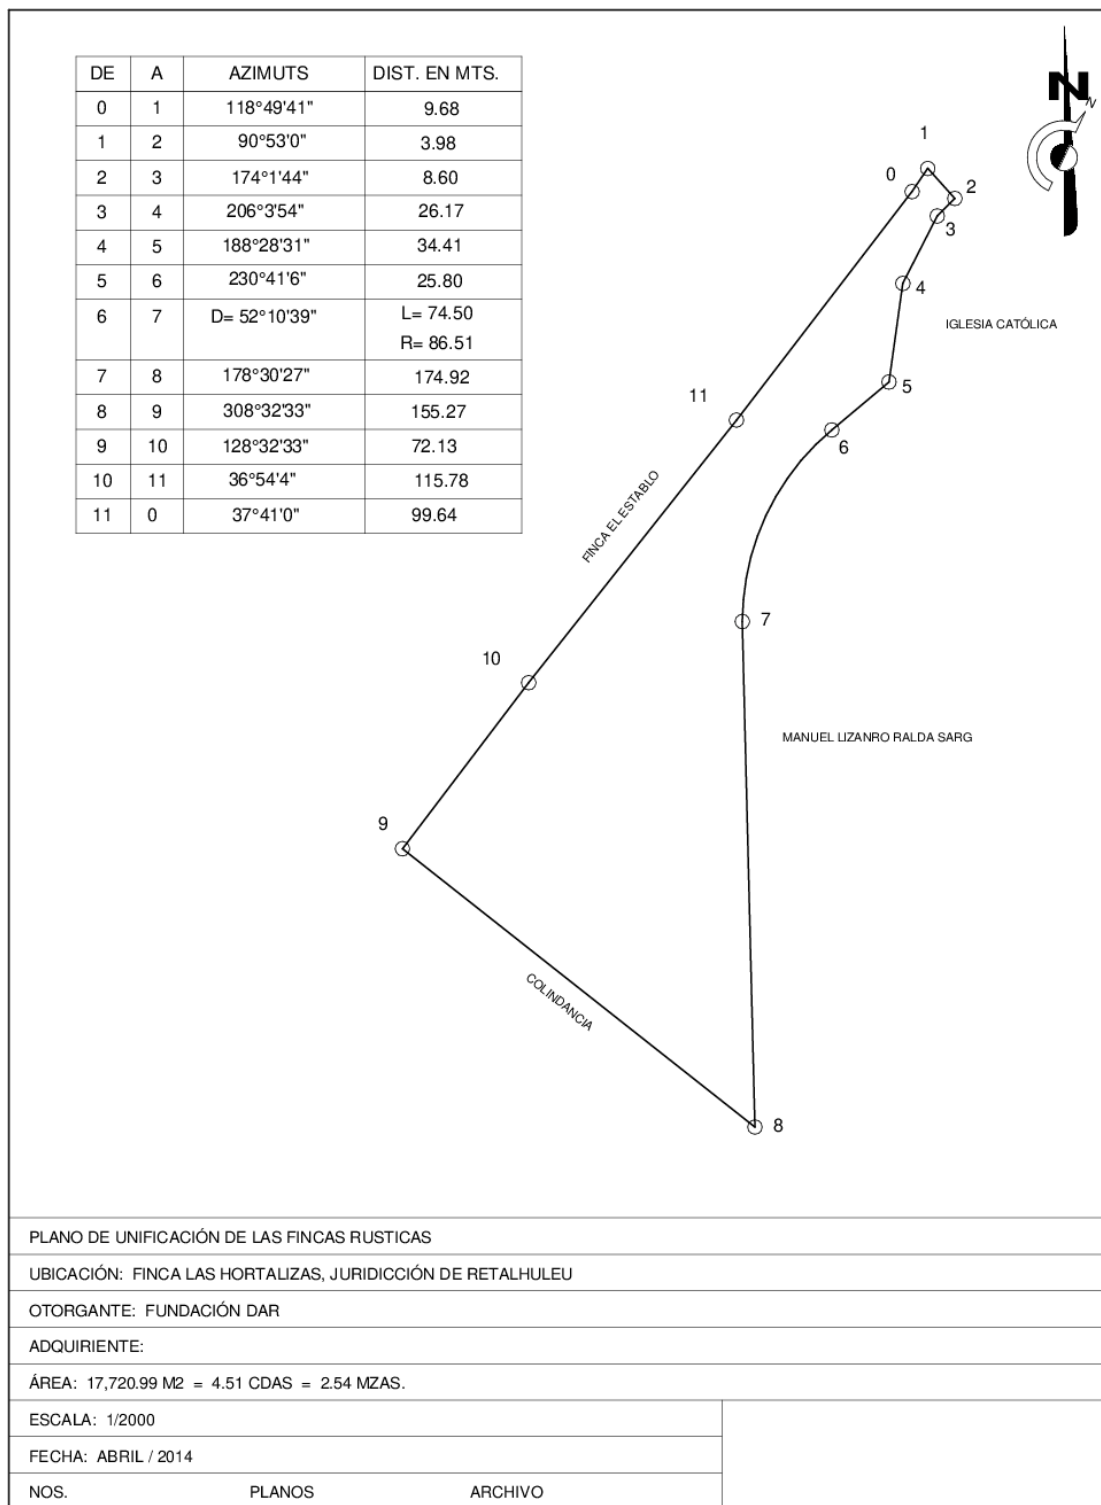 DE A AZIMUTS DIST. EN MTS.
0 1 118°49'41" 9.68
1 2 90°53'0" 3.98
2 3 174°1'44" 8.60
3 4 206°3'54" 26.17
4 5 188°28'31" 34.41
5 6 230°41'6" 25.80
6 7 D= 52°10'39" L= 74.50
R= 86.51
7 8 178°30'27" 174.92
8 9 308°32'33" 155.27
9 10 128°32'33" 72.13
10 11 36°54'4" 115.78
11 0 37°41'0" 99.64
N
N
1
0
2
3
4
IGLESIA CATÓLICA
5
11
6
FINCA EL ESTABLO
7
10
MANUEL LIZANRO RALDA SARG
9
COLINDANCIA
8
PLANO DE UNIFICACIÓN DE LAS FINCAS RUSTICAS
UBICACIÓN: FINCA LAS HORTALIZAS, JURIDICCIÓN DE RETALHULEU
OTORGANTE: FUNDACIÓN DAR
ADQUIRIENTE:
ÁREA: 17,720.99 M2 = 4.51 CDAS = 2.54 MZAS.
ESCALA: 1/2000
FECHA: ABRIL / 2014
NOS. PLANOS ARCHIVO